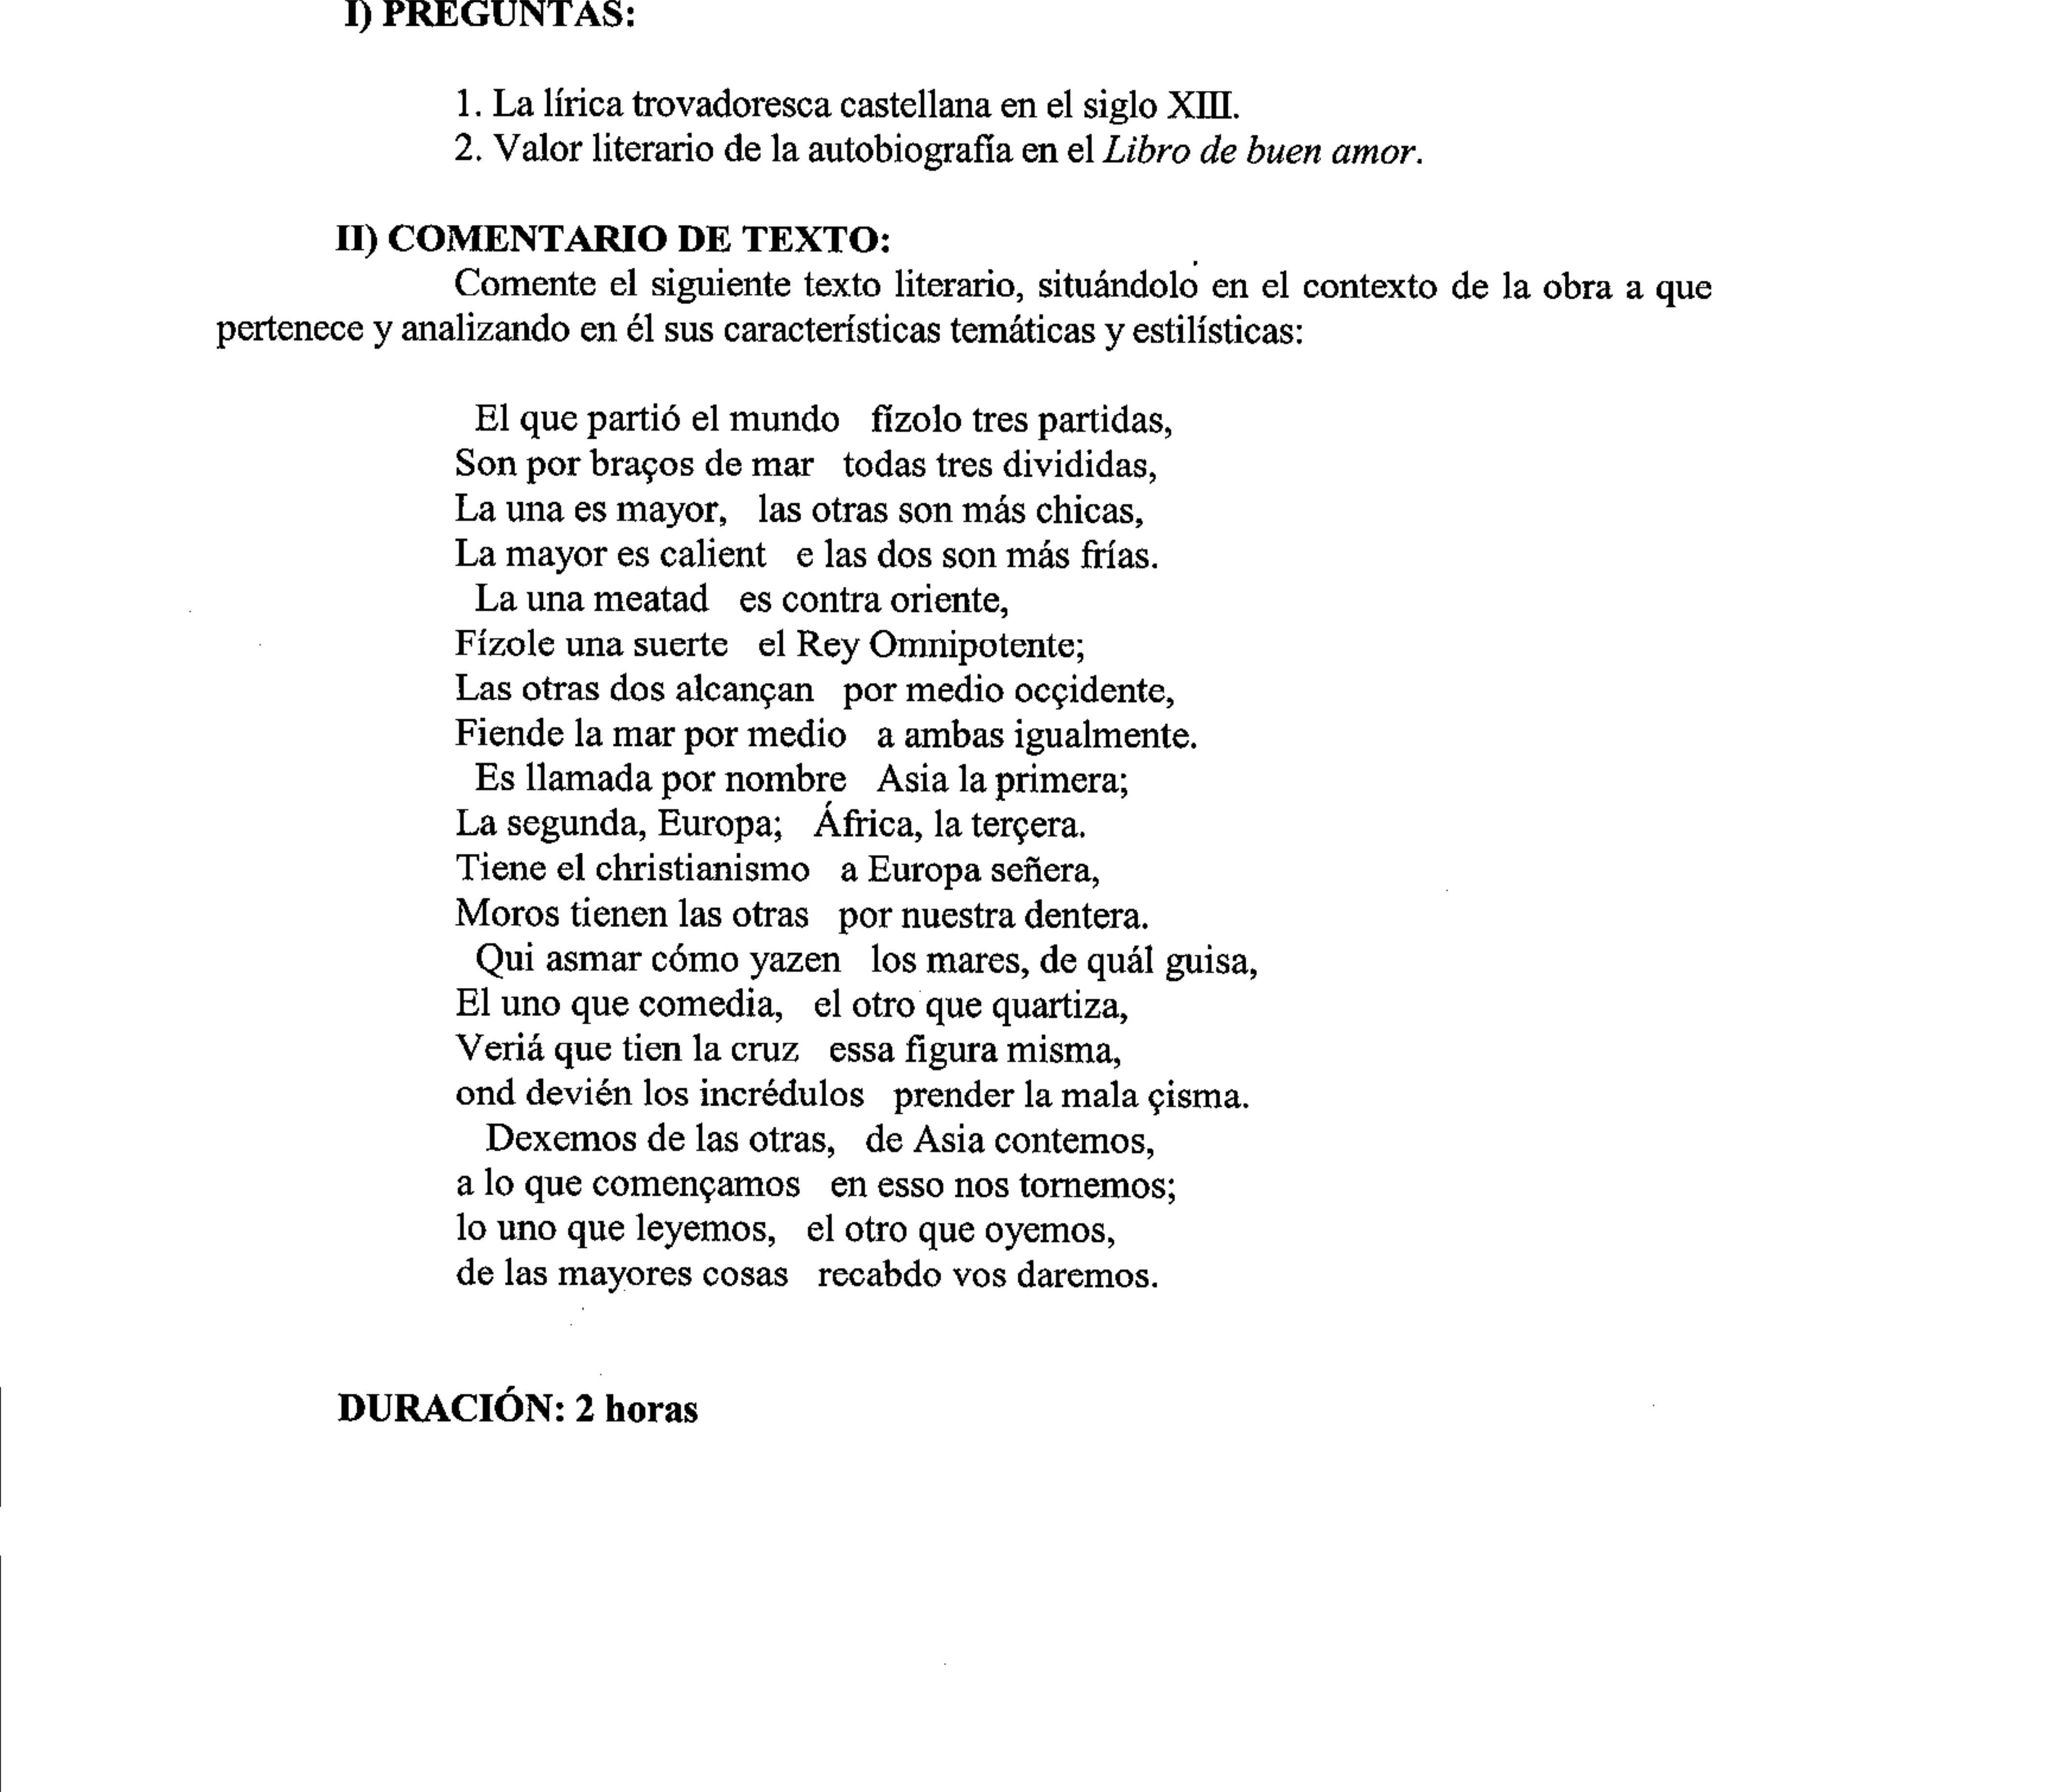 I) PREGUNTAS:
1. La lírica trovadoresca castellana en el siglo XIII.
2. Valor literario de la autobiografía en el Libro de buen amor.
II) COMENTARIO DE TEXTO:
Comente el siguiente texto literario, situándolo en el contexto de la obra a que
pertenece y analizando en él sus características temáticas y estilísticas:
El que partió el mundo fízolo tres partidas,
Son por braços de mar todas tres divididas,
La una es mayor, las otras son más chicas,
La mayor es calient e las dos son más frías.
La una meatad es contra oriente,
Fízole una suerte el Rey Omnipotente;
Las otras dos alcançan por medio ocçidente,
Fiende la mar por medio a ambas igualmente.
Es llamada por nombre Asia la primera;
La segunda, Europa; África, la terçera.
Tiene el christianismo a Europa señera,
Moros tienen las otras por nuestra dentera.
Qui asmar cómo yazen los mares, de quál guisa,
El uno que comedia, el otro que quartiza,
Veriá que tien la cruz essa figura misma,
ond devién los incrédulos prender la mala çisma.
Dexemos de las otras, de Asia contemos,
a lo que començamos en esso nos tornemos;
lo uno que leyemos, el otro que oyemos,
de las mayores cosas recabdo vos daremos.
DURACIÓN: 2 horas